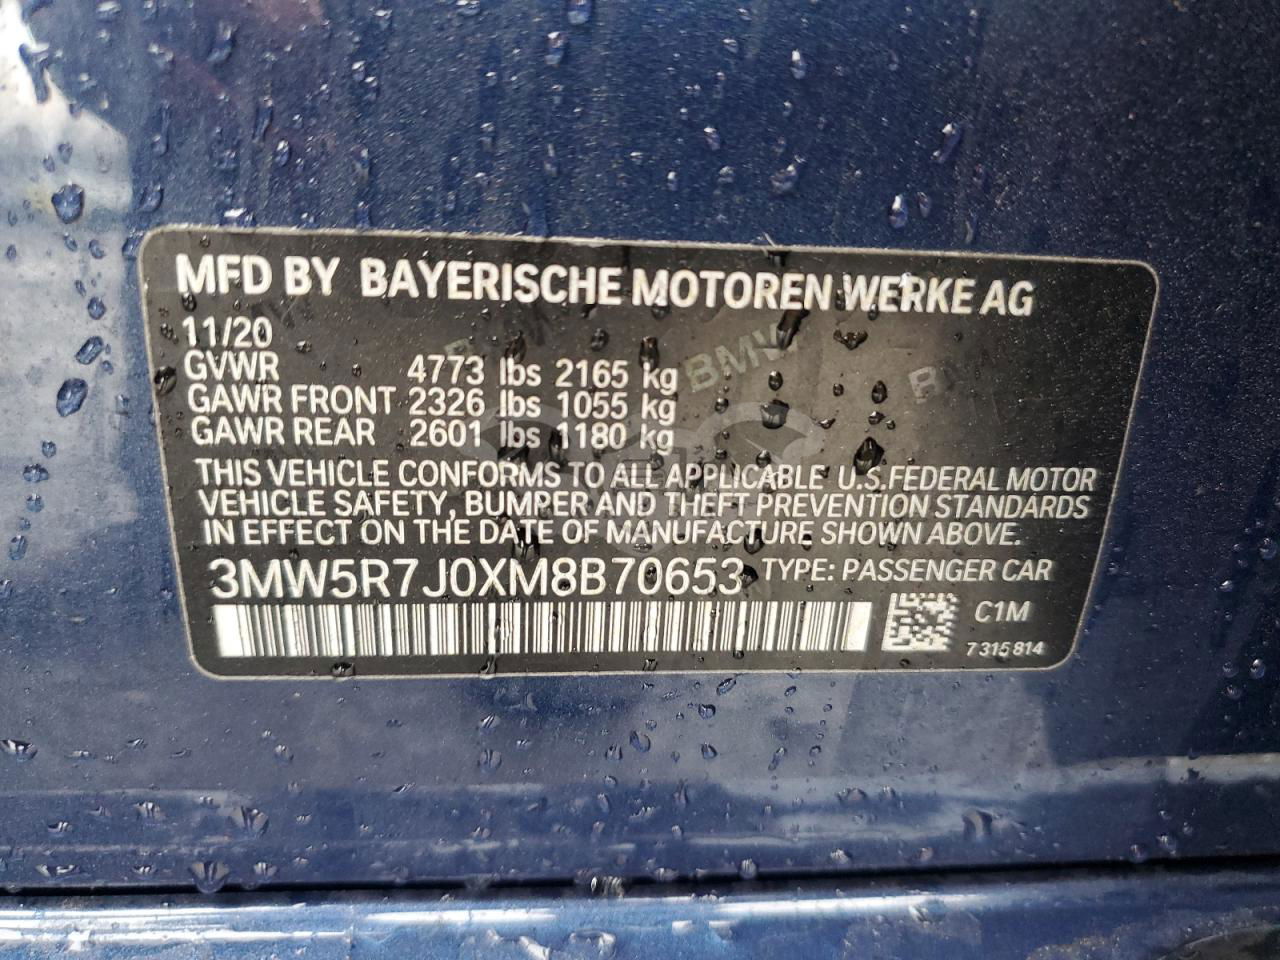 MFD BY BAYERISCHE MOTOREN WERKE AG
11/20
GVWR 4773 lbs 2165 kg
GAWR FRONT 2326 lbs 1055 kg
GAWR REAR 2601 lbs 1180 kg
BMW
THIS VEHICLE CONFORMS TO ALL APPLICABLE U.S. FEDERAL MOTOR
VEHICLE SAFETY, BUMPER AND THEFT PREVENTION STANDARDS
IN EFFECT ON THE DATE OF MANUFACTURE SHOWN ABOVE.
3MW5R7J0XM8B70653 TYPE: PASSENGER CAR
C1M
7315814